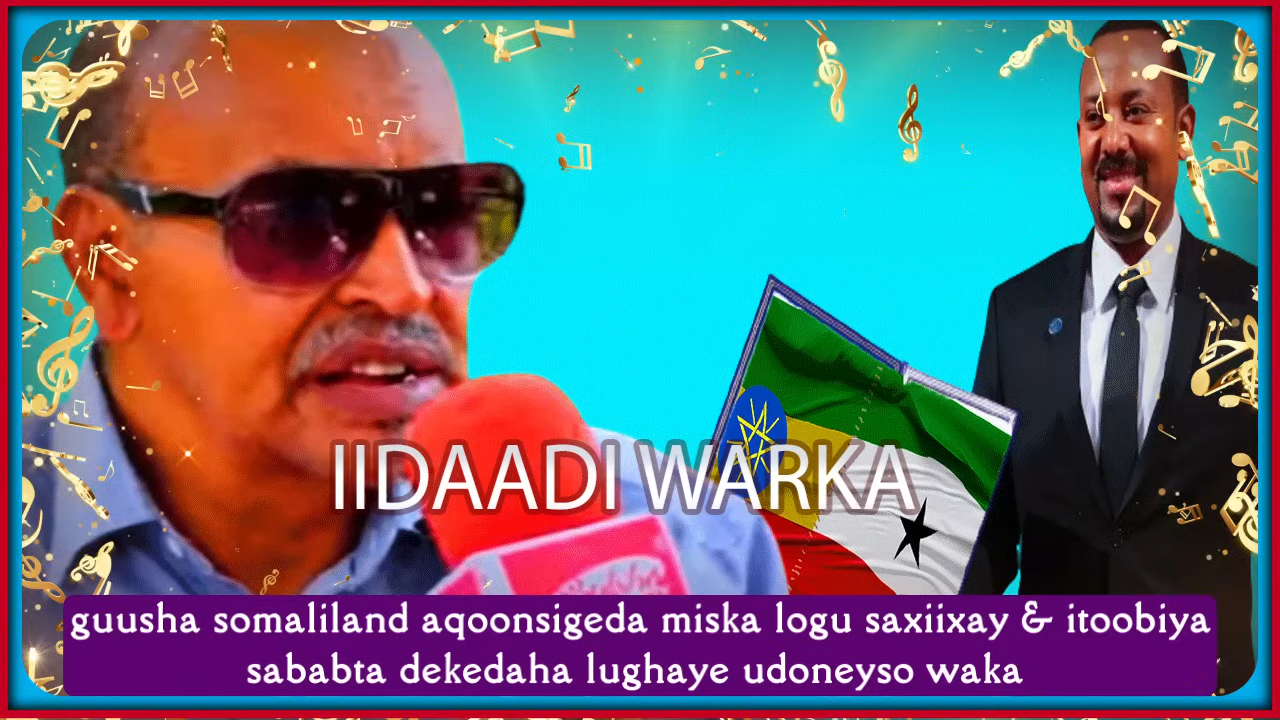 IIDAADI WARKA
guusha somaliland aqoonsigeda miska logu saxiixay & itoobiya
sababta dekedaha lughaye udoneyso waka